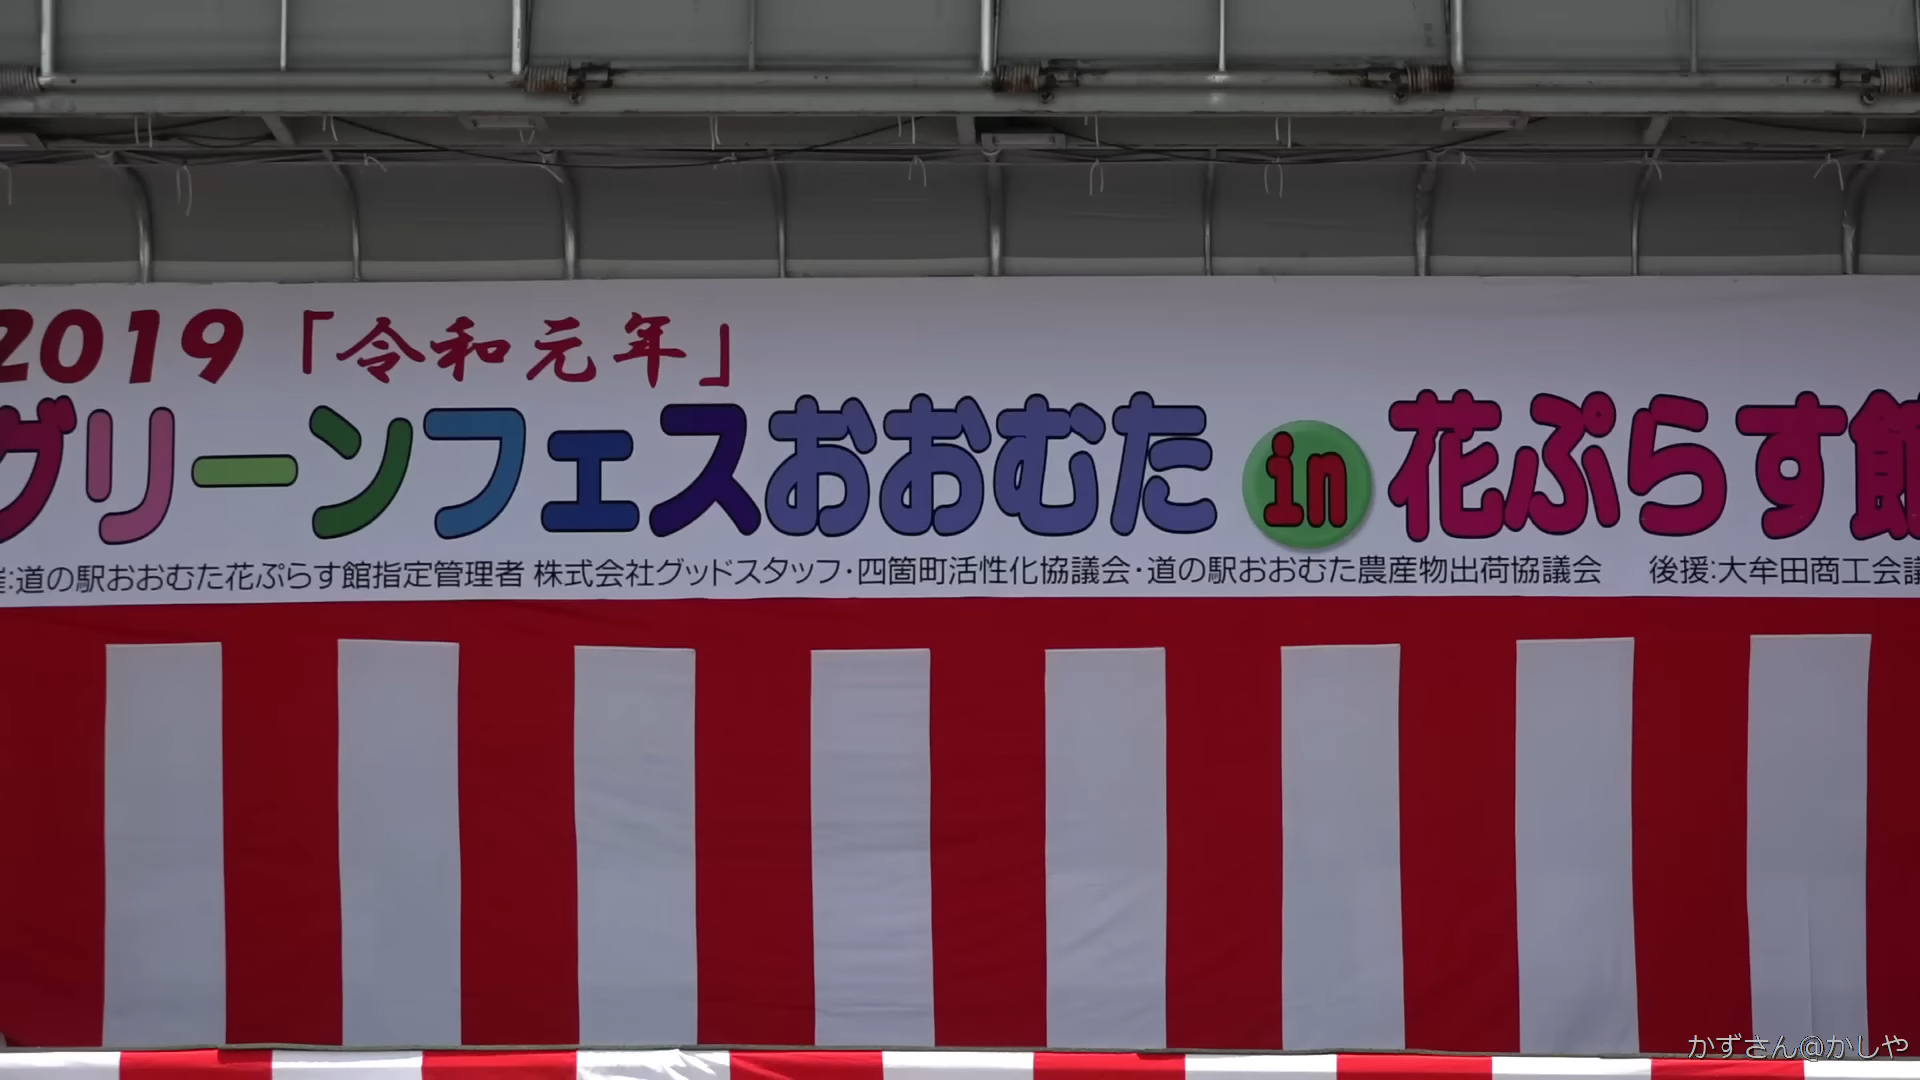 2019「令和元年」
グリーンフェスおおむた in 花ぷらす館
催:道の駅おおむた花ぷらす館指定管理者 株式会社グッドスタッフ・四箇町活性化協議会・道の駅おおむた農産物出荷協議会 後援:大牟田商工会議
かずさん@かしや